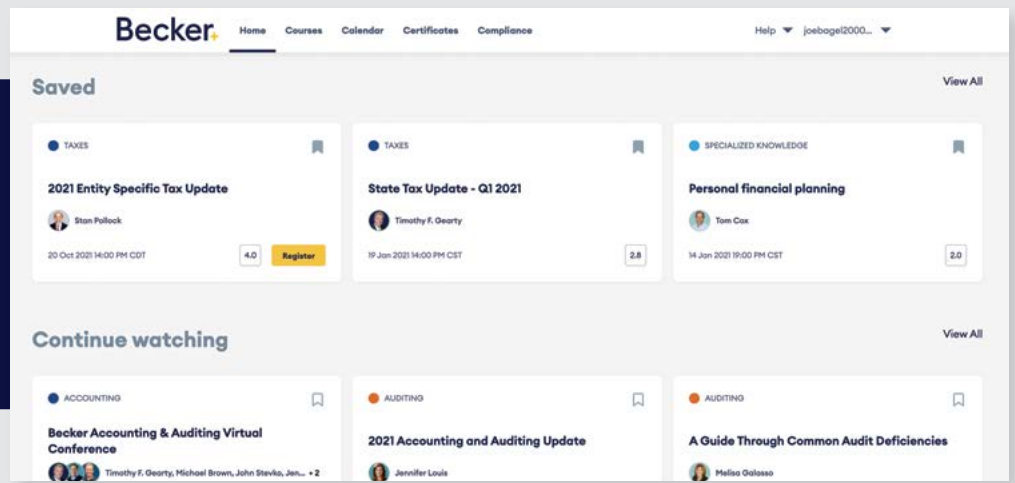 Becker+ Home Courses Calendar Certificates Compliance Help joebagel2000...
Saved View All
TAXES
2021 Entity Specific Tax Update
Stan Pollock
20 Oct 2021 14:00 PM CDT 4.0 Register
TAXES
State Tax Update - Q1 2021
Timothy F. Gearty
19 Jan 2021 14:00 PM CST 2.8
SPECIALIZED KNOWLEDGE
Personal financial planning
Tom Cox
14 Jan 2021 19:00 PM CST 2.0
Continue watching View All
ACCOUNTING
Becker Accounting & Auditing Virtual
Conference
Timothy F. Gearty, Michael Brown, John Stevko, Jen... + 2
AUDITING
2021 Accounting and Auditing Update
Jennifer Louis
AUDITING
A Guide Through Common Audit Deficiencies
Melisa Galasso